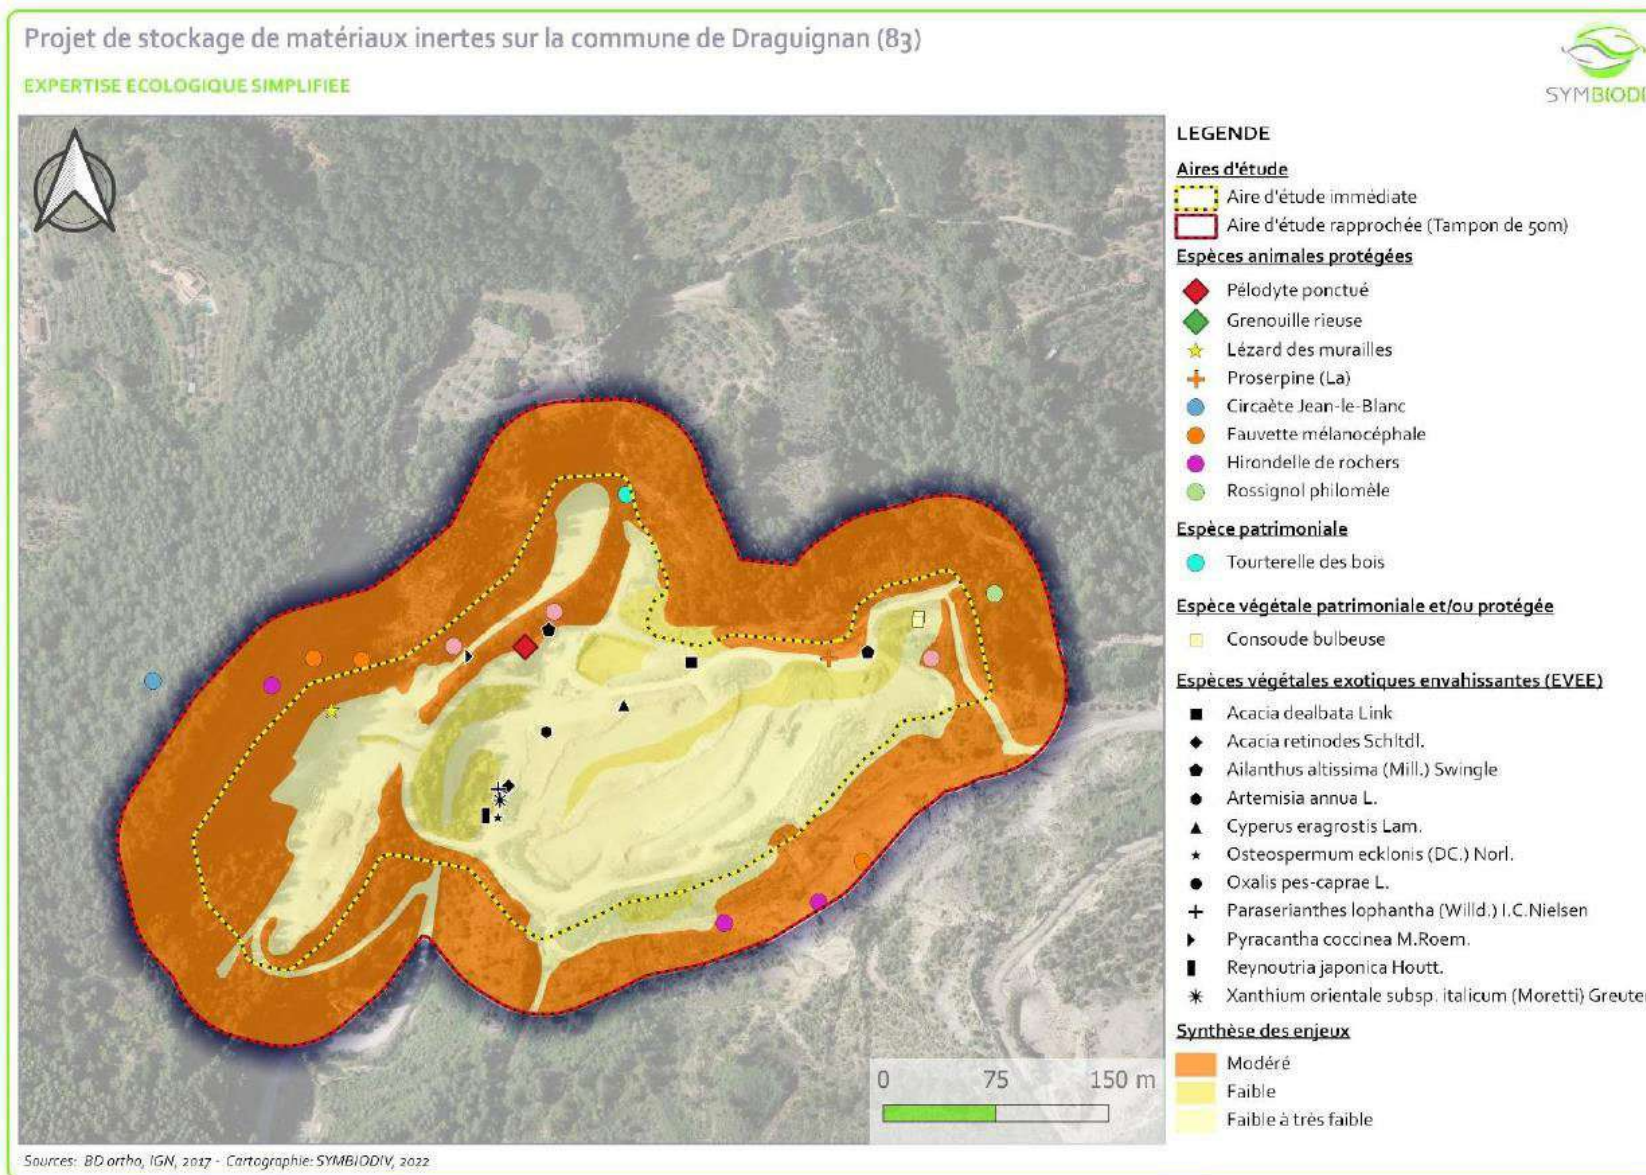 Projet de stockage de matériaux inertes sur la commune de Draguignan (83)
EXPERTISE ECOLOGIQUE SIMPLIFIEE
SYMBIODI
LEGENDE
Aires d'étude
Aire d'étude immédiate
Aire d'étude rapprochée (Tampon de 50m)
Espèces animales protégées
Pélodyte ponctué
Grenouille rieuse
Lézard des murailles
Proserpine (La)
Circaète Jean-le-Blanc
Fauvette mélanocéphale
Hirondelle de rochers
Rossignol philomèle
Espèce patrimoniale
Tourterelle des bois
Espèce végétale patrimoniale et/ou protégée
Consoude bulbeuse
Espèces végétales exotiques envahissantes (EVEE)
Acacia dealbata Link
Acacia retinodes Schltdl.
Ailanthus altissima (Mill.) Swingle
Artemisia annua L.
Cyperus eragrostis Lam.
Osteospermum ecklonis (DC.) Norl.
Oxalis pes-caprae L.
Paraserianthes lophantha (Willd.) I.C.Nielsen
Pyracantha coccinea M.Roem.
Reynoutria japonica Houtt.
Xanthium orientale subsp. italicum (Moretti) Greuter
Synthèse des enjeux
Modéré
Faible
Faible à très faible
0 75 150 m
Sources: BD ortho, IGN, 2017 - Cartographie: SYMBIODIV, 2022